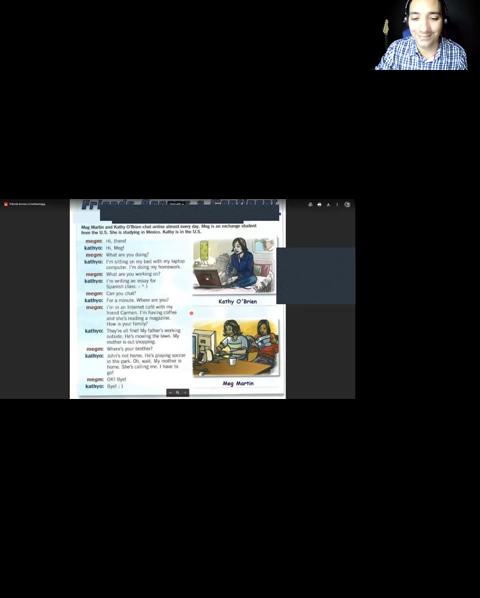 Meg Martin and Kathy O'Brien chat online almost every day. Meg is an exchange student
from the U.S. She is studying in Mexico. Kathy is in the U.S.
megm: Hi, there!
kathyo: Hi, Meg!
megm: What are you doing?
kathyo: I'm sitting on my bed with my laptop
computer. I'm doing my homework.
megm: What are you working on?
kathyo: I'm writing an essay for
Spanish class.
megm: Can you chat?
kathyo: For a minute. Where are you?
megm: I'm in an Internet café with my
friend Carmen. I'm having coffee
and she's reading a magazine.
How is your family?
kathyo: They're all fine! My father's working
outside. He's mowing the lawn. My
mother is out shopping.
megm: Where's your brother?
kathyo: John's not home. He's playing soccer
in the park. Oh, wait. My mother is
home. She's calling me. I have to
go!
megm: OK! Bye!
kathyo: Bye! : )
Kathy O'Brien
Meg Martin